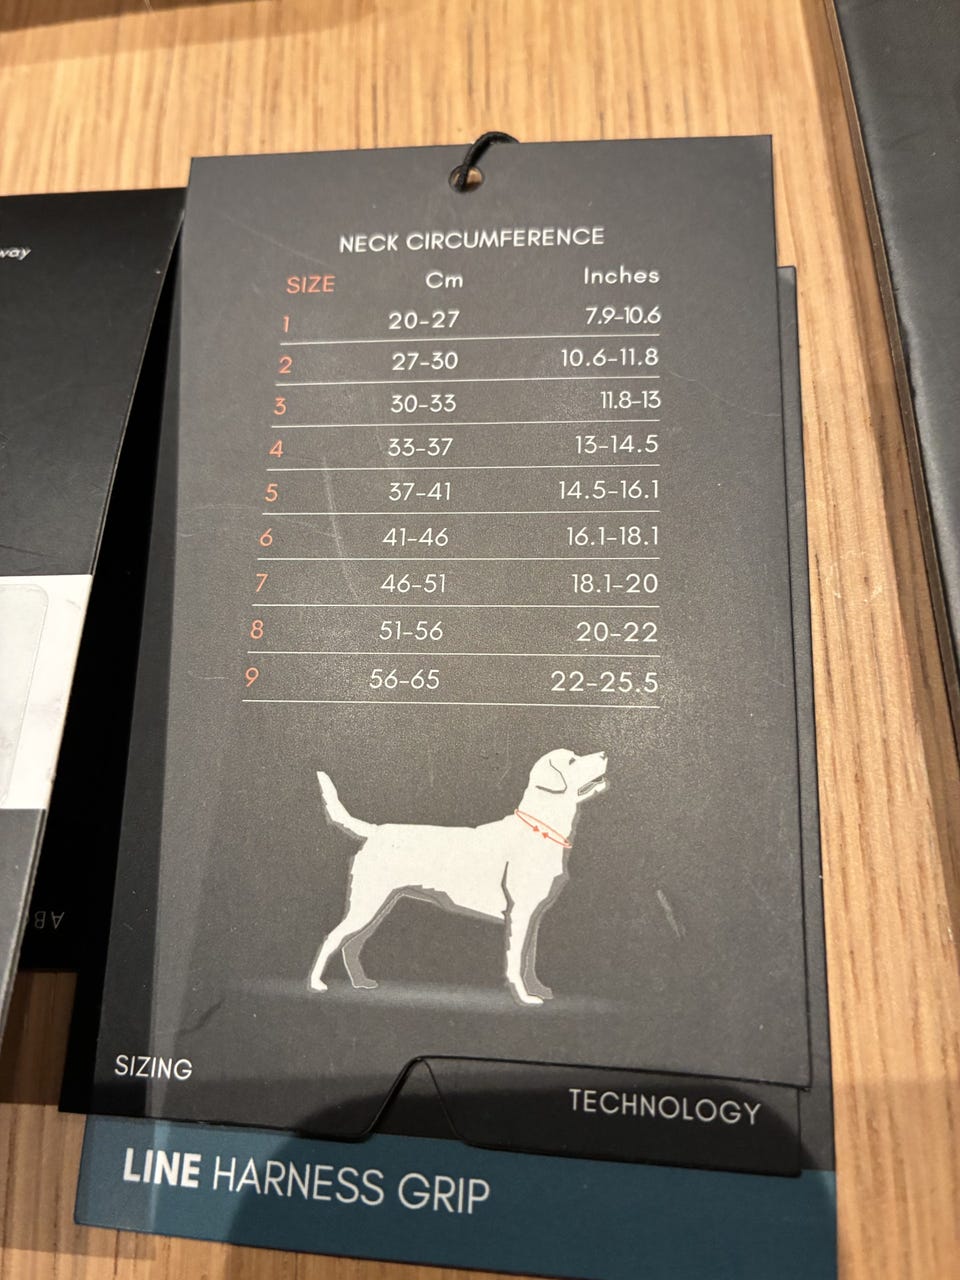 NECK CIRCUMFERENCE
SIZE Cm Inches
1 20-27 7.9-10.6
2 27-30 10.6-11.8
3 30-33 11.8-13
4 33-37 13-14.5
5 37-41 14.5-16.1
6 41-46 16.1-18.1
7 46-51 18.1-20
8 51-56 20-22
9 56-65 22-25.5
SIZING
TECHNOLOGY
LINE HARNESS GRIP